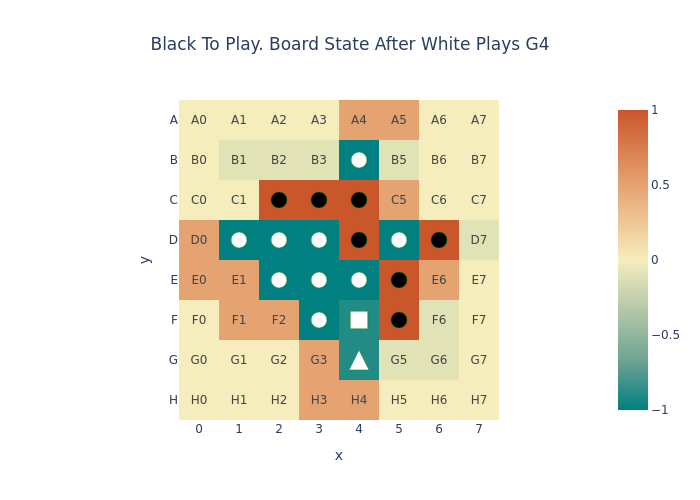 Black To Play. Board State After White Plays G4
A A0 A1 A2 A3 A4 A5 A6 A7
B B0 B1 B2 B3 B5 B6 B7
C C0 C1 C5 C6 C7
D D0 D7
E E0 E1 E6 E7
F F0 F1 F2 F6 F7
G G0 G1 G2 G3 G5 G6 G7
H H0 H1 H2 H3 H4 H5 H6 H7
0 1 2 3 4 5 6 7
x
y
1
0.5
0
−0.5
−1